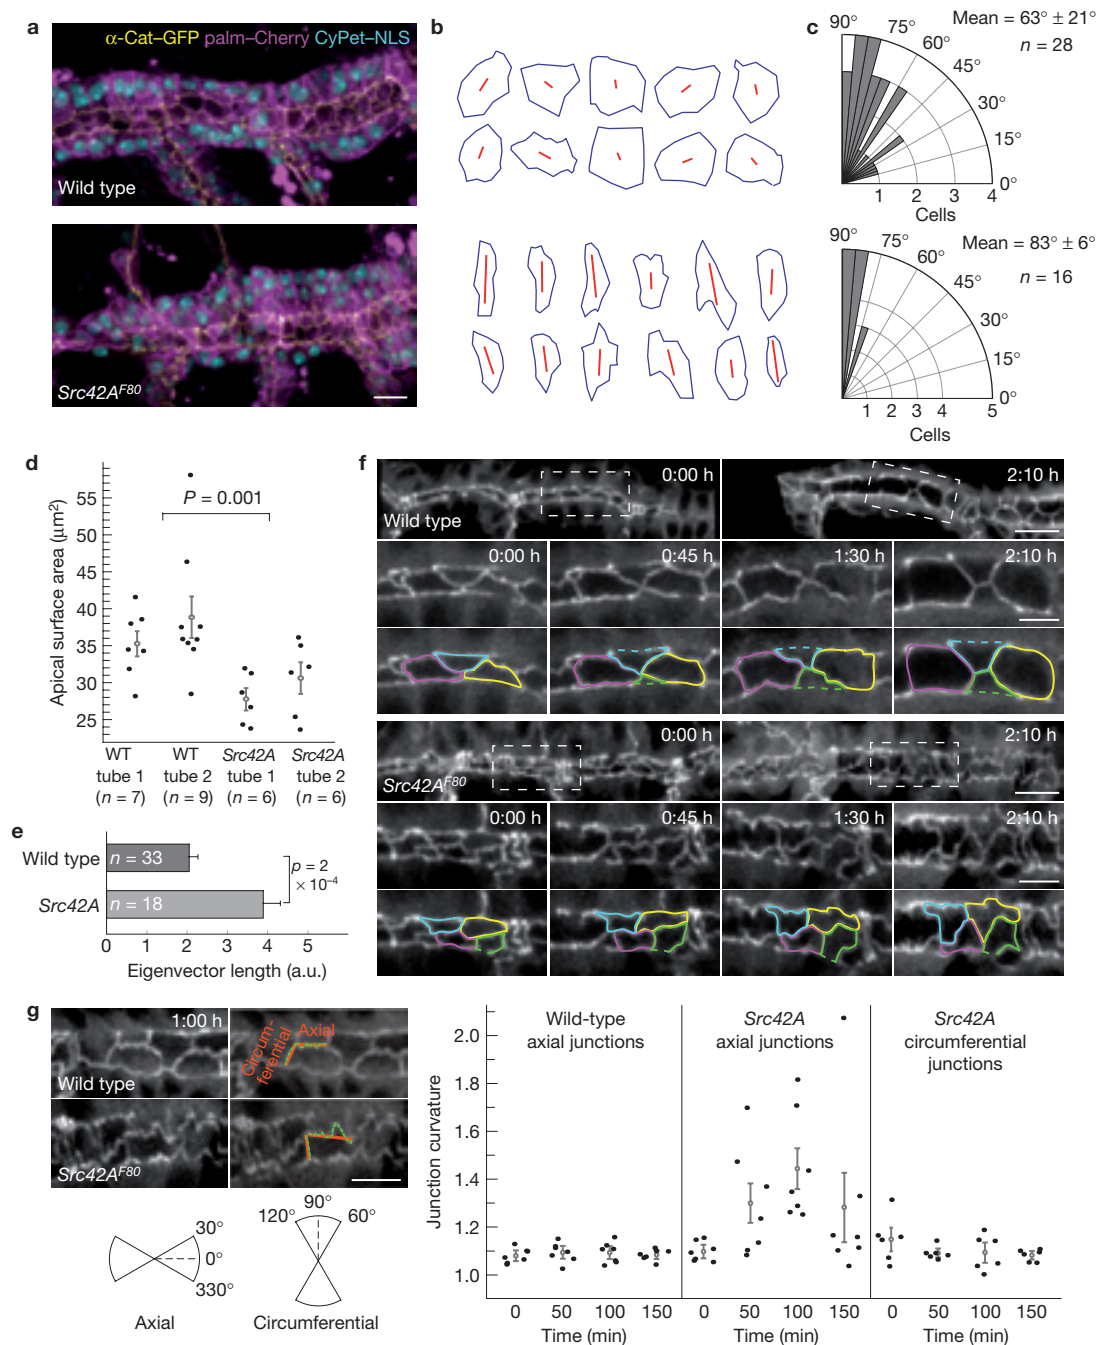 a
α-Cat–GFP palm–Cherry CyPet–NLS
Wild type
Src42A^F80
b
c
90°
75°
60°
45°
30°
15°
0°
1 2 3 4
Cells
Mean = 63° ± 21°
n = 28
90°
75°
60°
45°
30°
15°
0°
1 2 3 4 5
Cells
Mean = 83° ± 6°
n = 16
d
Apical surface area (μm²)
55
50
45
40
35
30
25
P = 0.001
WT tube 1 (n = 7)
WT tube 2 (n = 9)
Src42A tube 1 (n = 6)
Src42A tube 2 (n = 6)
e
Wild type
n = 33
Src42A
n = 18
p = 2
× 10⁻⁴
0 1 2 3 4 5
Eigenvector length (a.u.)
f
0:00 h
Wild type
2:10 h
0:00 h
0:45 h
1:30 h
2:10 h
0:00 h
Src42A^F80
2:10 h
0:00 h
0:45 h
1:30 h
2:10 h
g
1:00 h
Wild type
Circum-
ferential
Axial
Src42A^F80
30°
0°
330°
Axial
120°
90°
60°
Circumferential
Junction curvature
2.0
1.8
1.6
1.4
1.2
1.0
Wild-type
axial junctions
Src42A
axial junctions
Src42A
circumferential
junctions
0 50 100 150
Time (min)
0 50 100 150
Time (min)
0 50 100 150
Time (min)